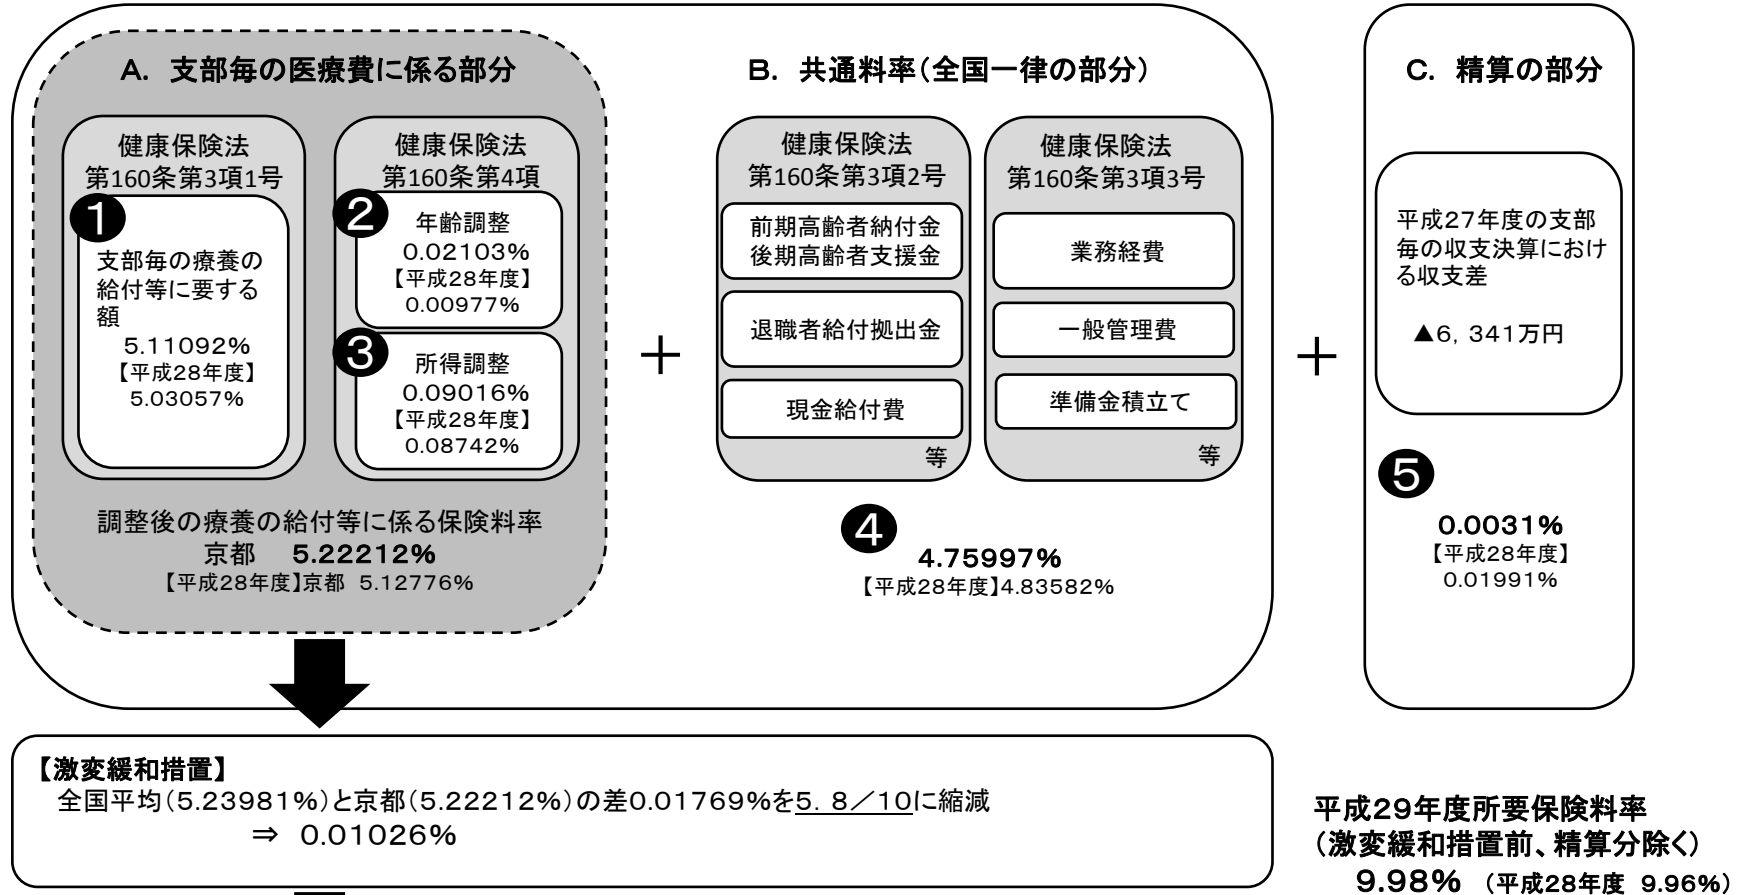 A. 支部毎の医療費に係る部分
健康保険法
第160条第3項1号
❶
支部毎の療養の
給付等に要する
額
5.11092%
【平成28年度】
5.03057%
健康保険法
第160条第4項
❷
年齢調整
0.02103%
【平成28年度】
0.00977%
❸
所得調整
0.09016%
【平成28年度】
0.08742%
調整後の療養の給付等に係る保険料率
京都 5.22212%
【平成28年度】京都 5.12776%
+
B. 共通料率(全国一律の部分)
健康保険法
第160条第3項2号
前期高齢者納付金
後期高齢者支援金
退職者給付拠出金
現金給付費
等
健康保険法
第160条第3項3号
業務経費
一般管理費
準備金積立て
等
❹
4.75997%
【平成28年度】4.83582%
+
C. 精算の部分
平成27年度の支部
毎の収支決算におけ
る収支差
▲6,341万円
❺
0.0031%
【平成28年度】
0.01991%
【激変緩和措置】
全国平均(5.23981%)と京都(5.22212%)の差0.01769%を5.8/10に縮減
⇒ 0.01026%
平成29年度所要保険料率
(激変緩和措置前、精算分除く)
9.98% (平成28年度 9.96%)